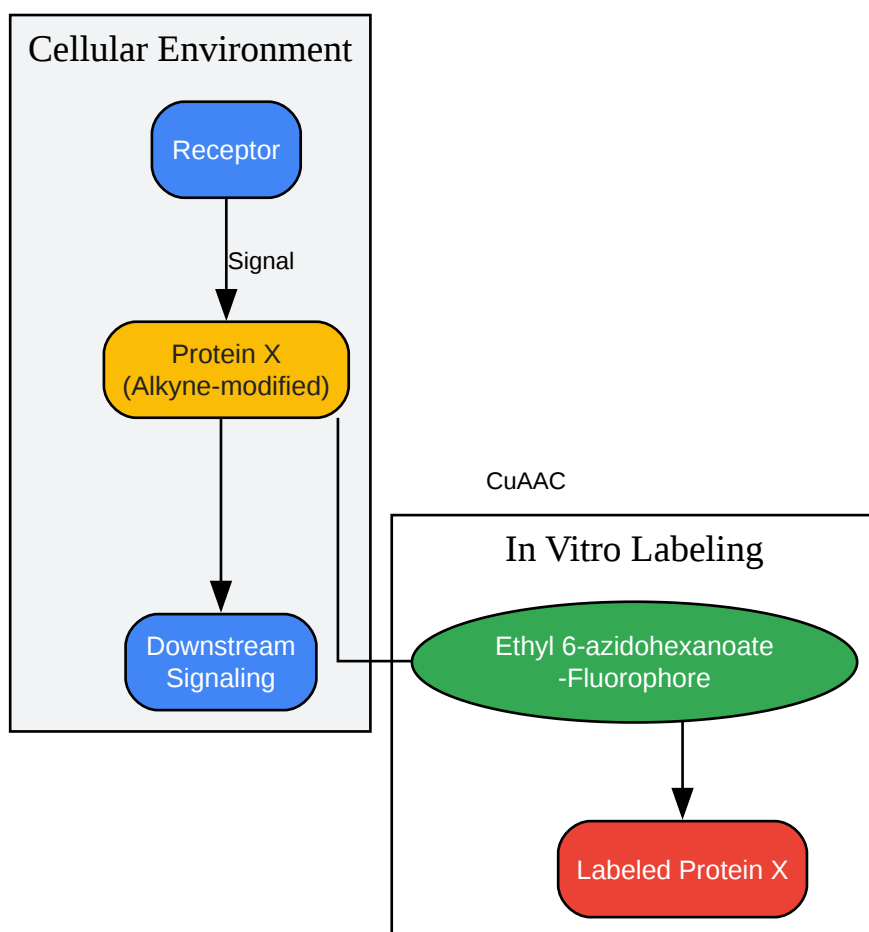 Cellular Environment
Receptor
Signal
Protein X
(Alkyne-modified)
Downstream
Signaling
CuAAC
In Vitro Labeling
Ethyl 6-azidohexanoate
-Fluorophore
Labeled Protein X